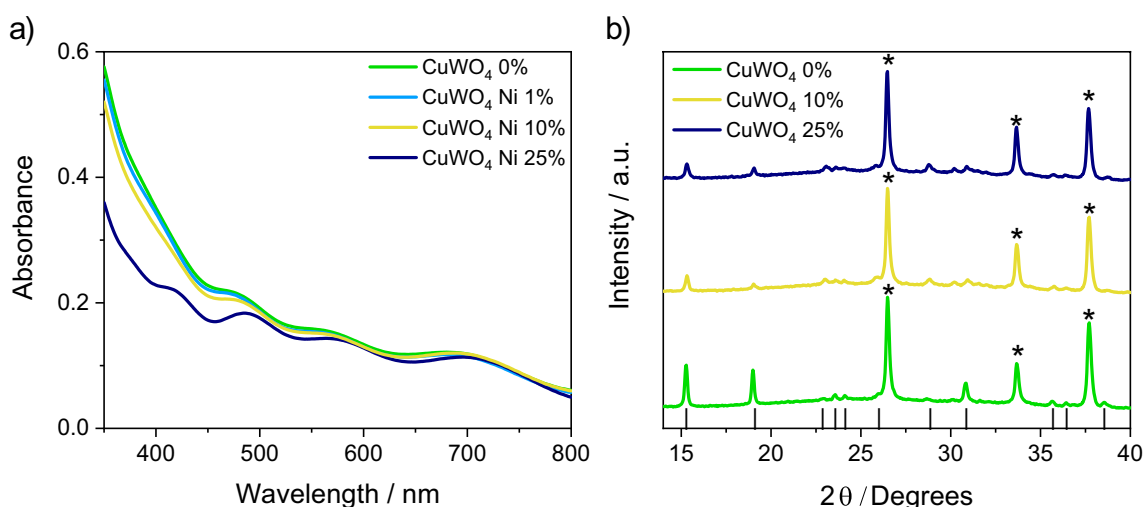 a)
0.6
0.4
0.2
0.0
Absorbance
CuWO₄ 0%
CuWO₄ Ni 1%
CuWO₄ Ni 10%
CuWO₄ Ni 25%
400 500 600 700 800
Wavelength / nm
b)
Intensity / a.u.
CuWO₄ 0%
CuWO₄ 10%
CuWO₄ 25%
* * *
* * *
* * *
15 20 25 30 35 40
2 θ / Degrees